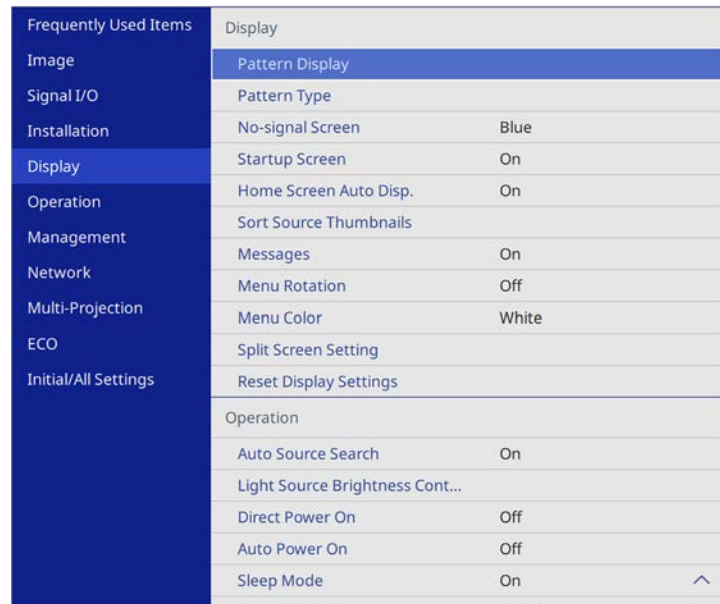 Frequently Used Items
Image
Signal I/O
Installation
Display
Operation
Management
Network
Multi-Projection
ECO
Initial/All Settings
Display
Pattern Display
Pattern Type
No-signal Screen Blue
Startup Screen On
Home Screen Auto Disp. On
Sort Source Thumbnails
Messages On
Menu Rotation Off
Menu Color White
Split Screen Setting
Reset Display Settings
Operation
Auto Source Search On
Light Source Brightness Cont...
Direct Power On Off
Auto Power On Off
Sleep Mode On